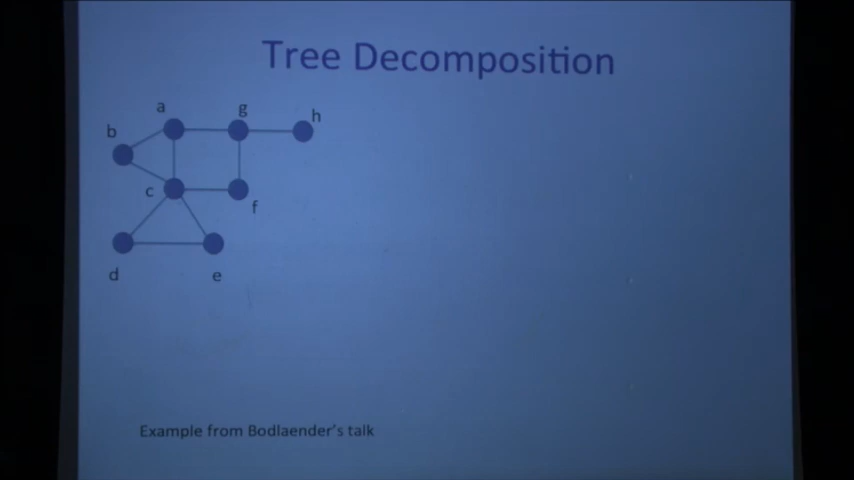 Tree Decomposition
a
g
h
b
c
f
d
e
Example from Bodlaender's talk